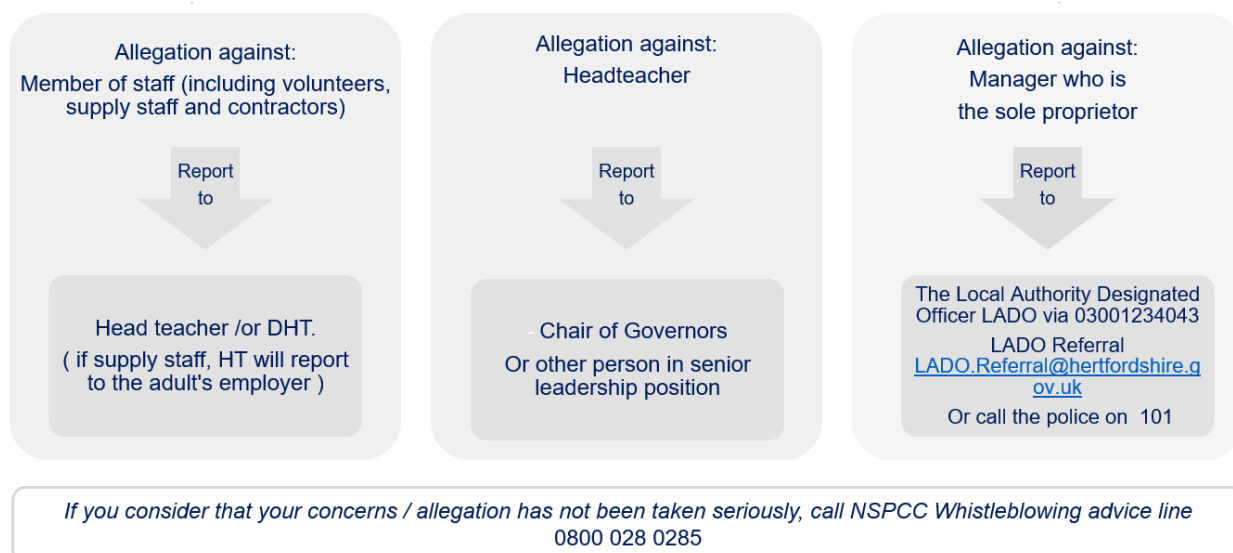 Allegation against:
Member of staff (including volunteers,
supply staff and contractors)
Report
to
Head teacher /or DHT.
( if supply staff, HT will report
to the adult's employer )
Allegation against:
Headteacher
Report
to
- Chair of Governors
Or other person in senior
leadership position
Allegation against:
Manager who is
the sole proprietor
Report
to
The Local Authority Designated
Officer LADO via 03001234043
LADO Referral
LADO.Referral@hertfordshire.g
ov.uk
Or call the police on 101
If you consider that your concerns / allegation has not been taken seriously, call NSPCC Whistleblowing advice line
0800 028 0285